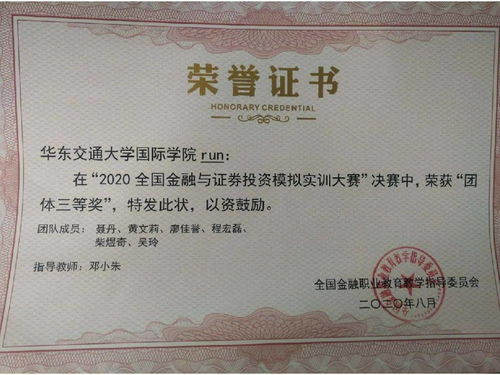 荣誉证书
HONORARY CREDENTIAL
华东交通大学国际学院 run：
在“2020 全国金融与证券投资模拟实训大赛”决赛中，荣获“团
体三等奖”，特发此状，以资鼓励。
团队成员： 聂丹、黄文莉、廖佳誉、程宏磊、
柴煜奇、吴玲
指导教师：邓小朱
全国金融职业教育教学指导委员会
二〇二〇年八月